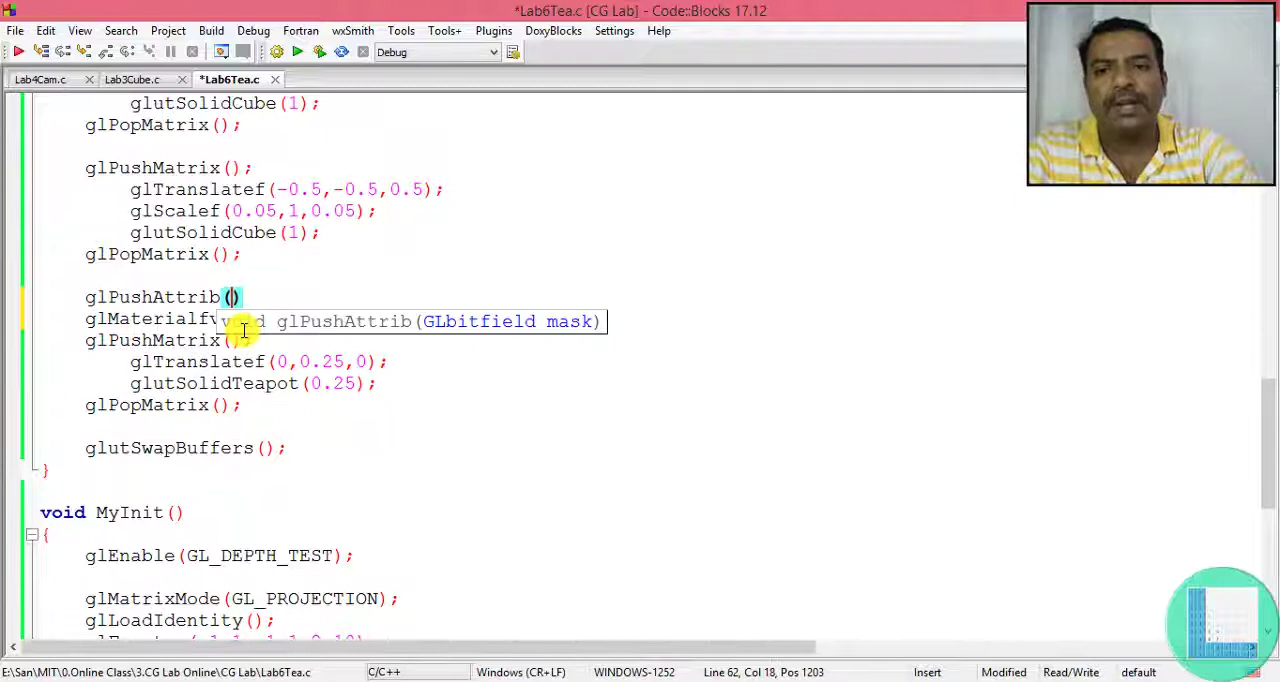 *Lab6Tea.c [CG Lab] - Code::Blocks 17.12
File Edit View Search Project Build Debug Fortran wxSmith Tools Tools+ Plugins DoxyBlocks Settings Help
Debug
Lab4Cam.c Lab3Cube.c *Lab6Tea.c
glutSolidCube(1);
glPopMatrix();
glPushMatrix();
glTranslatef(-0.5,-0.5,0.5);
glScalef(0.05,1,0.05);
glutSolidCube(1);
glPopMatrix();
glPushAttrib()
glMaterialfv
void glPushAttrib(GLbitfield mask)
glPushMatrix();
glTranslatef(0,0.25,0);
glutSolidTeapot(0.25);
glPopMatrix();
glutSwapBuffers();
}
void MyInit()
{
glEnable(GL_DEPTH_TEST);
glMatrixMode(GL_PROJECTION);
glLoadIdentity();
E:\San\MIT\0.Online Class\3.CG Lab Online\CG Lab\Lab6Tea.c C/C++ Windows (CR+LF) WINDOWS-1252 Line 62, Col 18, Pos 1203 Insert Modified Read/Write default